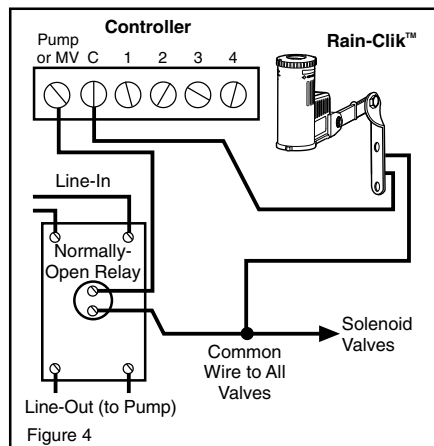 Controller
Rain-Clik™
Pump
or MV C 1 2 3 4
Line-In
Normally-
Open Relay
Solenoid
Valves
Common
Wire to All
Valves
Line-Out (to Pump)
Figure 4